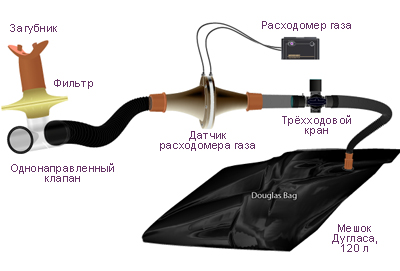 Загубник
Расходомер газа
Фильтр
Трёхходовой
кран
Датчик
расходомера газа
Однонаправленный
клапан
Douglas Bag
Мешок
Дугласа,
120 л